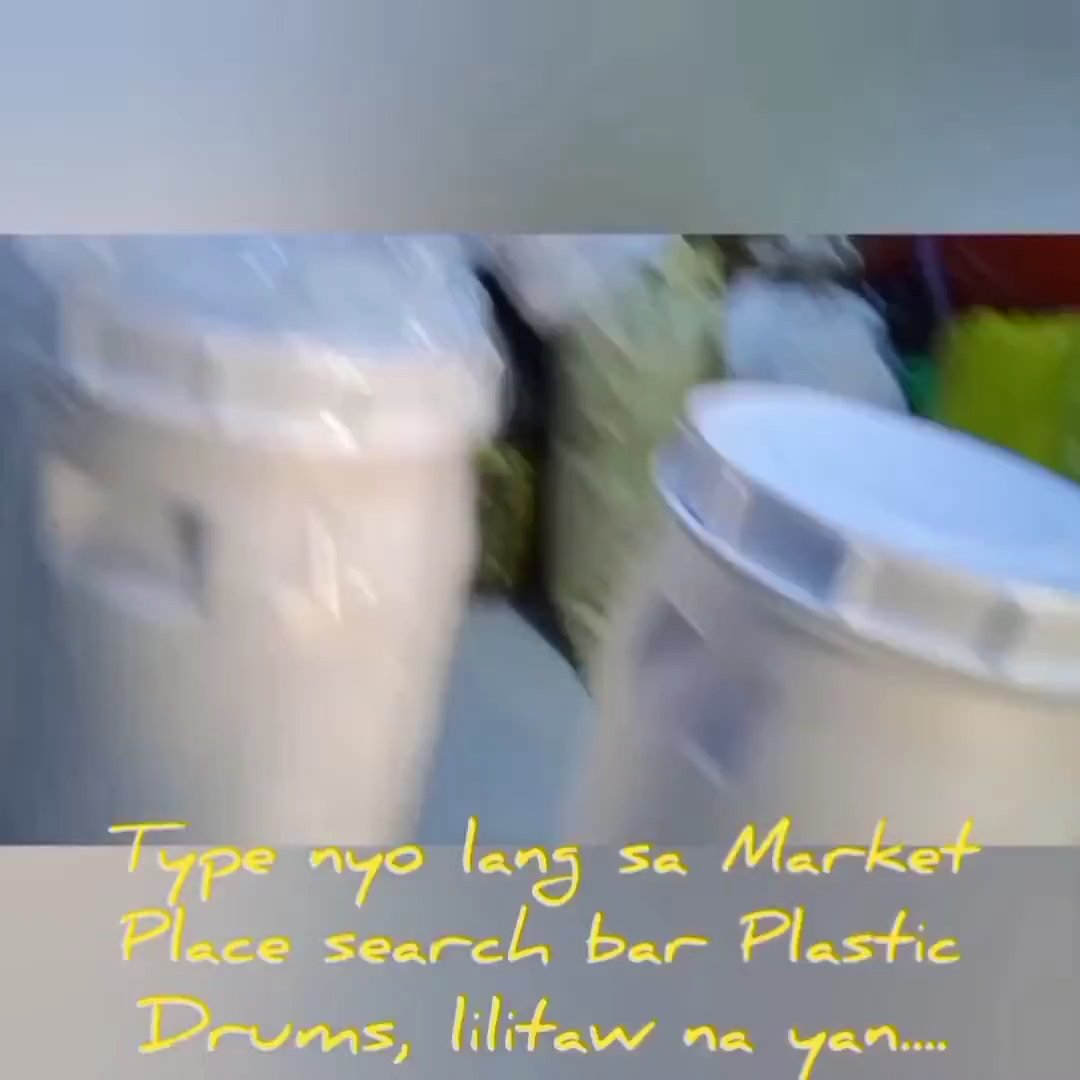 Type nyo lang sa Market
Place search bar Plastic
Drums, lilitaw na yan....